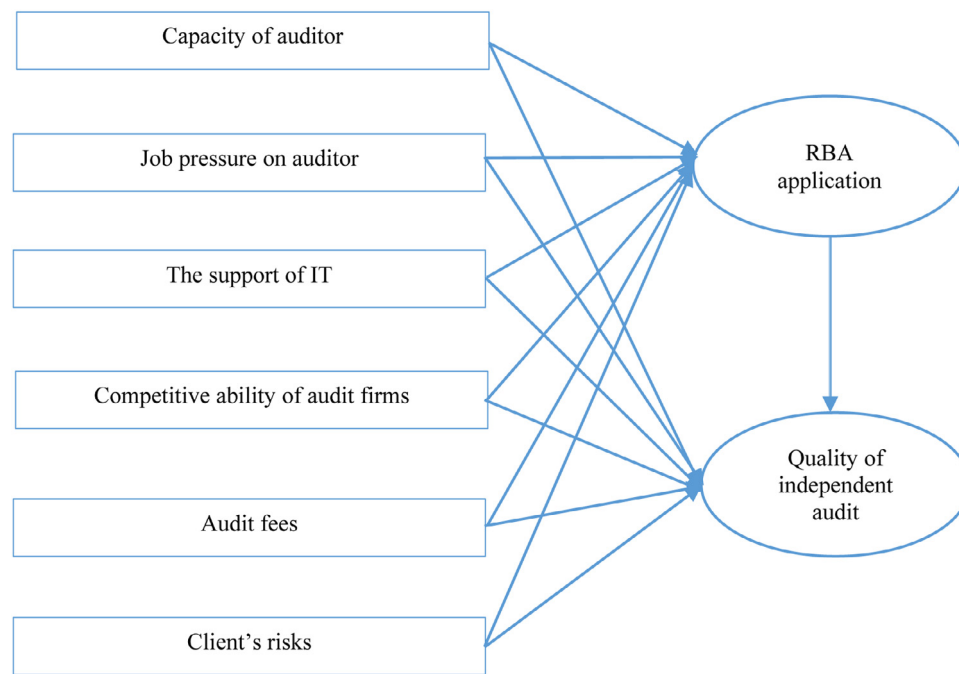 Capacity of auditor
Job pressure on auditor
The support of IT
Competitive ability of audit firms
Audit fees
Client’s risks
RBA
application
Quality of
independent
audit